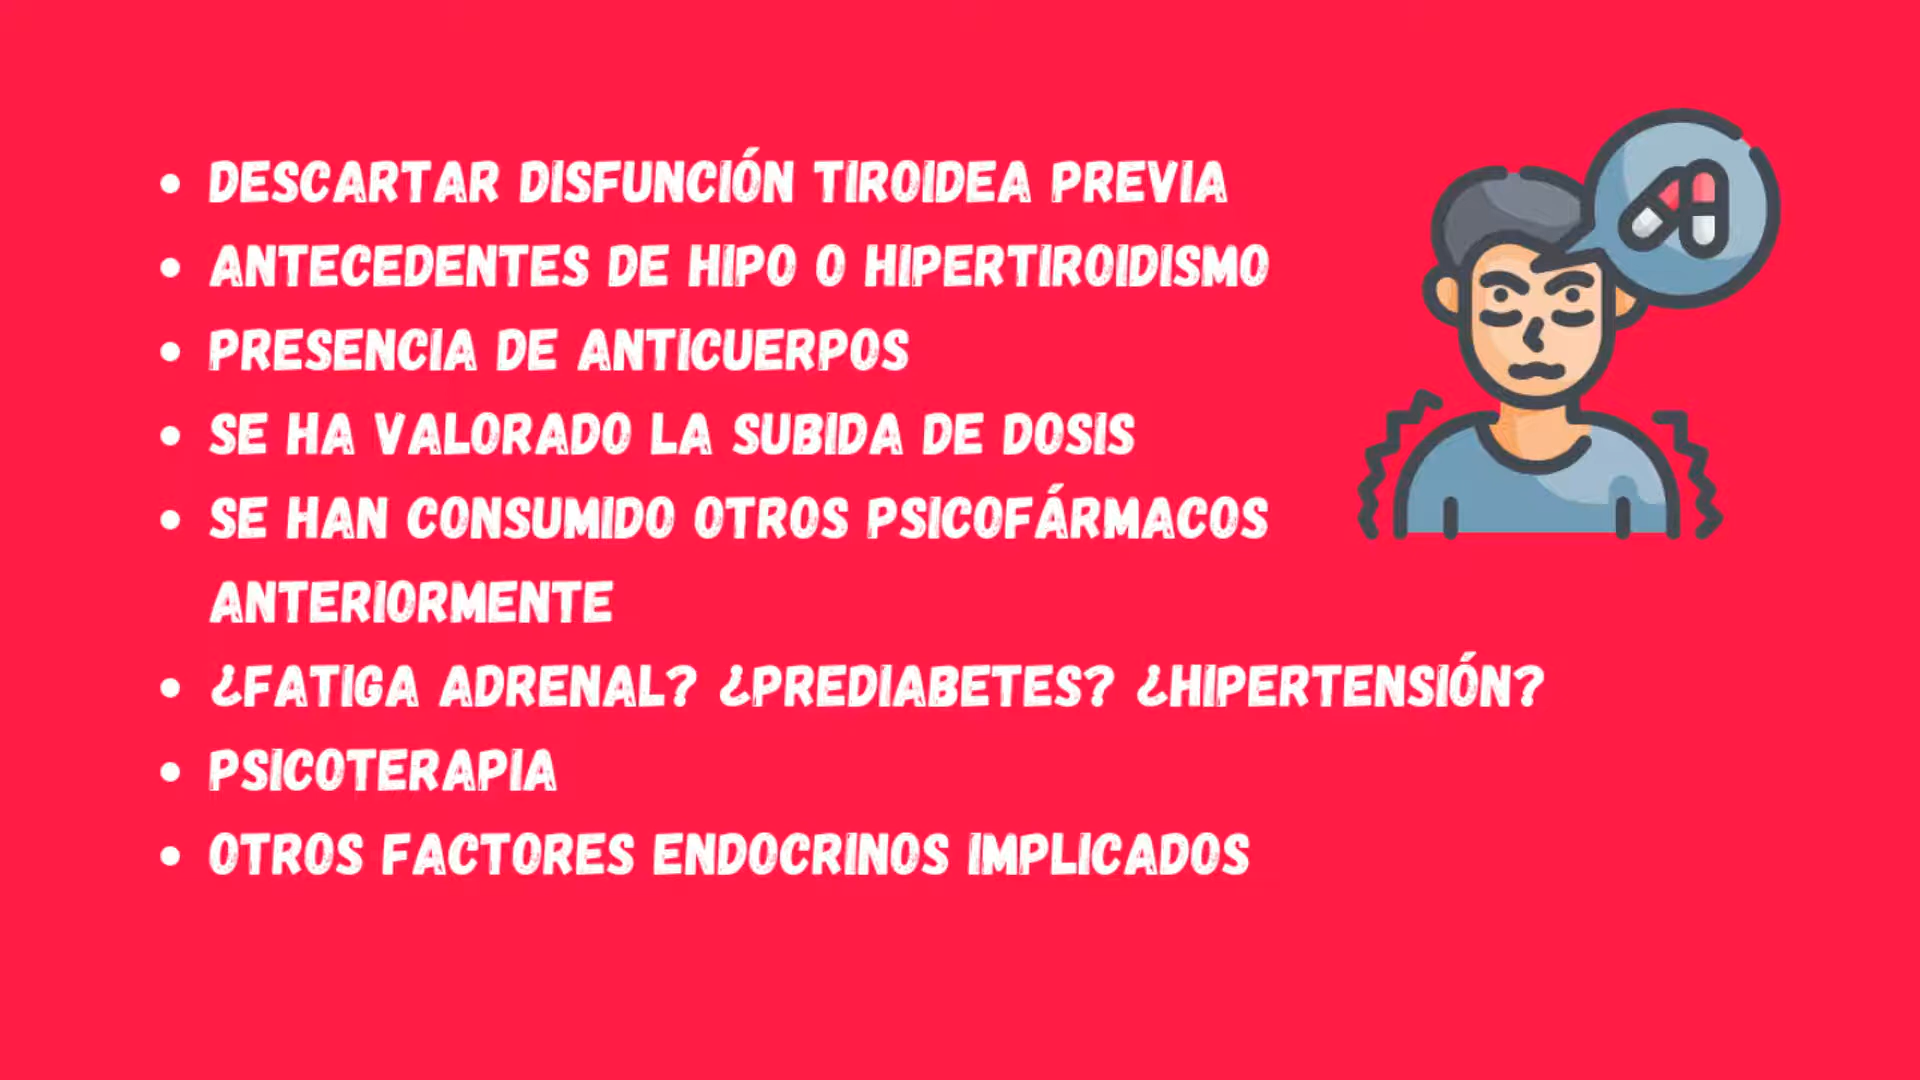 • DESCARTAR DISFUNCIÓN TIROIDEA PREVIA
• ANTECEDENTES DE HIPO O HIPERTIROIDISMO
• PRESENCIA DE ANTICUERPOS
• SE HA VALORADO LA SUBIDA DE DOSIS
• SE HAN CONSUMIDO OTROS PSICOFÁRMACOS
ANTERIORMENTE
• ¿FATIGA ADRENAL? ¿PREDIABETES? ¿HIPERTENSIÓN?
• PSICOTERAPIA
• OTROS FACTORES ENDOCRINOS IMPLICADOS